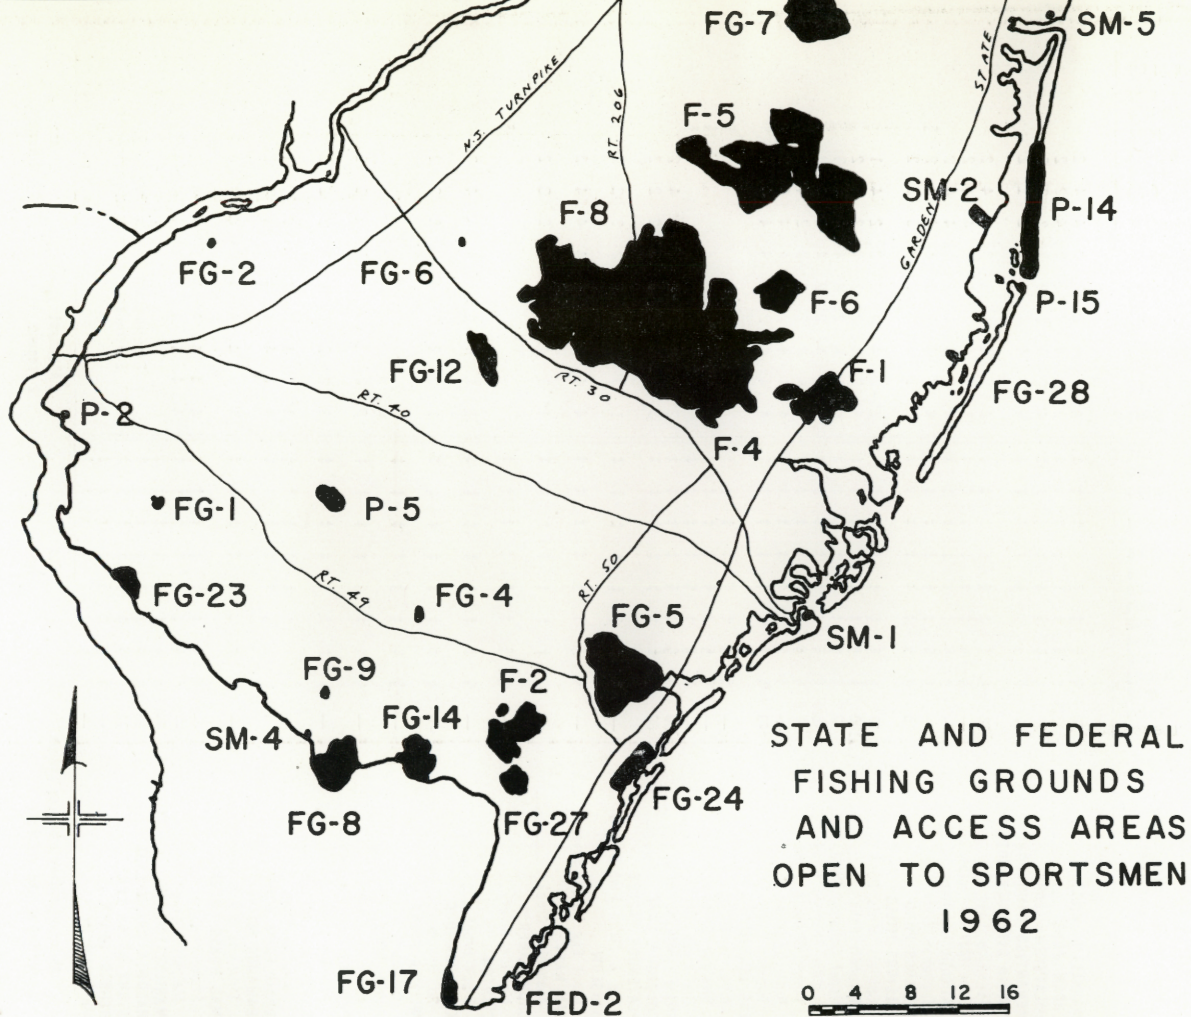 FG-7
SM-5
N.J. TURNPIKE
RT. 206
F-5
GARDEN STATE
SM-2
P-14
F-8
FG-2
FG-6
F-6
P-15
FG-12
F-1
RT. 30
FG-28
RT. 40
P-2
F-4
FG-1
P-5
RT. 49
RT. 50
FG-23
FG-4
FG-5
SM-1
FG-9
F-2
FG-14
SM-4
FG-8
FG-27
FG-24
STATE AND FEDERAL
FISHING GROUNDS
AND ACCESS AREAS
OPEN TO SPORTSMEN
1962
FG-17
FED-2
0 4 8 12 16